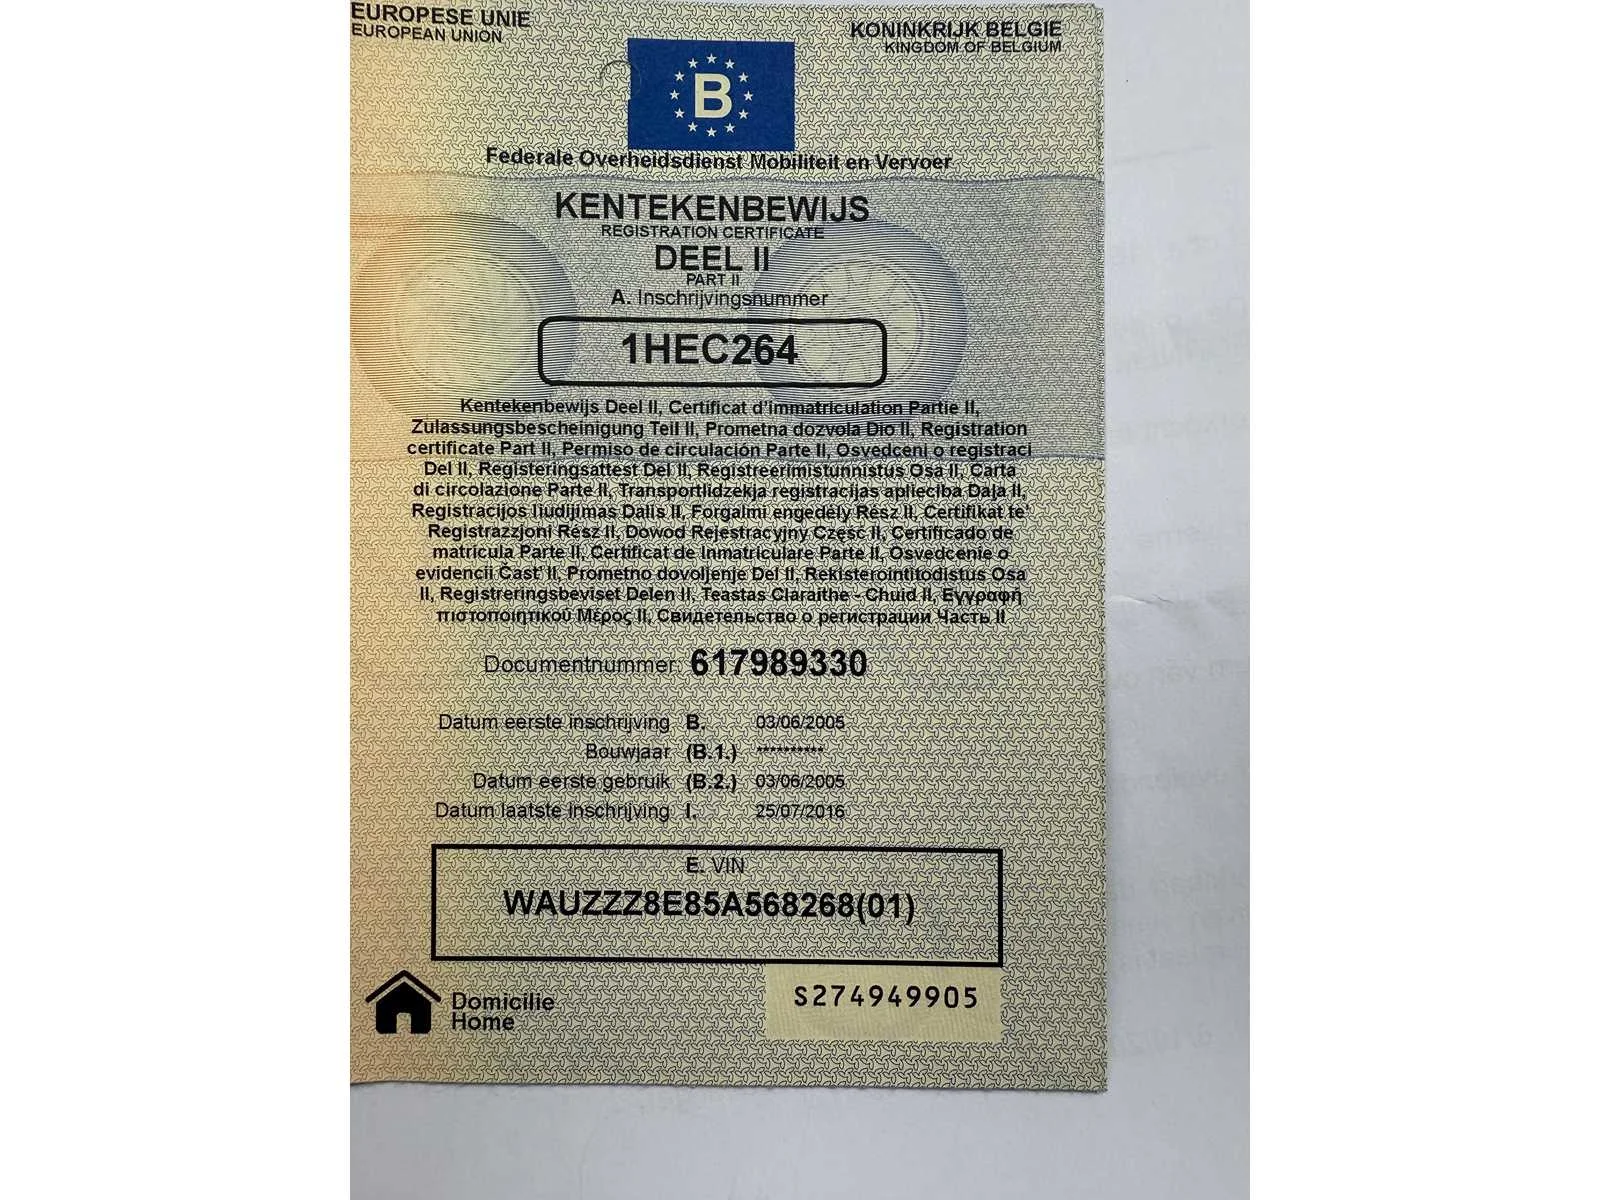 EUROPESE UNIE
EUROPEAN UNION
KONINKRIJK BELGIE
KINGDOM OF BELGIUM
B
Federale Overheidsdienst Mobiliteit en Vervoer
KENTEKENBEWIJS
REGISTRATION CERTIFICATE
DEEL II
PART II
A. Inschrijvingsnummer
1HEC264
Kentekenbewijs Deel II, Certificat d'immatriculation Partie II,
Zulassungsbescheinigung Teil II, Prometna dozvola Dio II, Registration
certificate Part II, Permiso de circulación Parte II, Osvedceni o registraci
Del II, Registeringsattest Del II, Registreerimistunnistus Osa II, Carta
di circolazione Parte II, Transportlidzekja registracijas aplieciba Daja II,
Registracijos liudijimas Dalis II, Forgalmi engedély Rész II, Certifikat te'
Registrazzjoni Rész II, Dowod Rejestracyjny Część II, Certificado de
matricula Parte II, Certificat de Inmatriculare Parte II, Osvedcenie o
evidencii Čast' II, Prometno dovoljenje Del II, Rekisterointitodistus Osa
II, Registreringsbeviset Delen II, Teastas Claraithe - Chuid II, Εγγραφή
πιστοποιητικού Μέρος II, Свидетельство о регистрации Часть II
Documentnummer: 617989330
Datum eerste inschrijving B. 03/06/2005
Bouwjaar (B.1.) **********
Datum eerste gebruik (B.2.) 03/06/2005
Datum laatste inschrijving I. 25/07/2016
E. VIN
WAUZZZ8E85A568268(01)
Domicilie
Home
S274949905